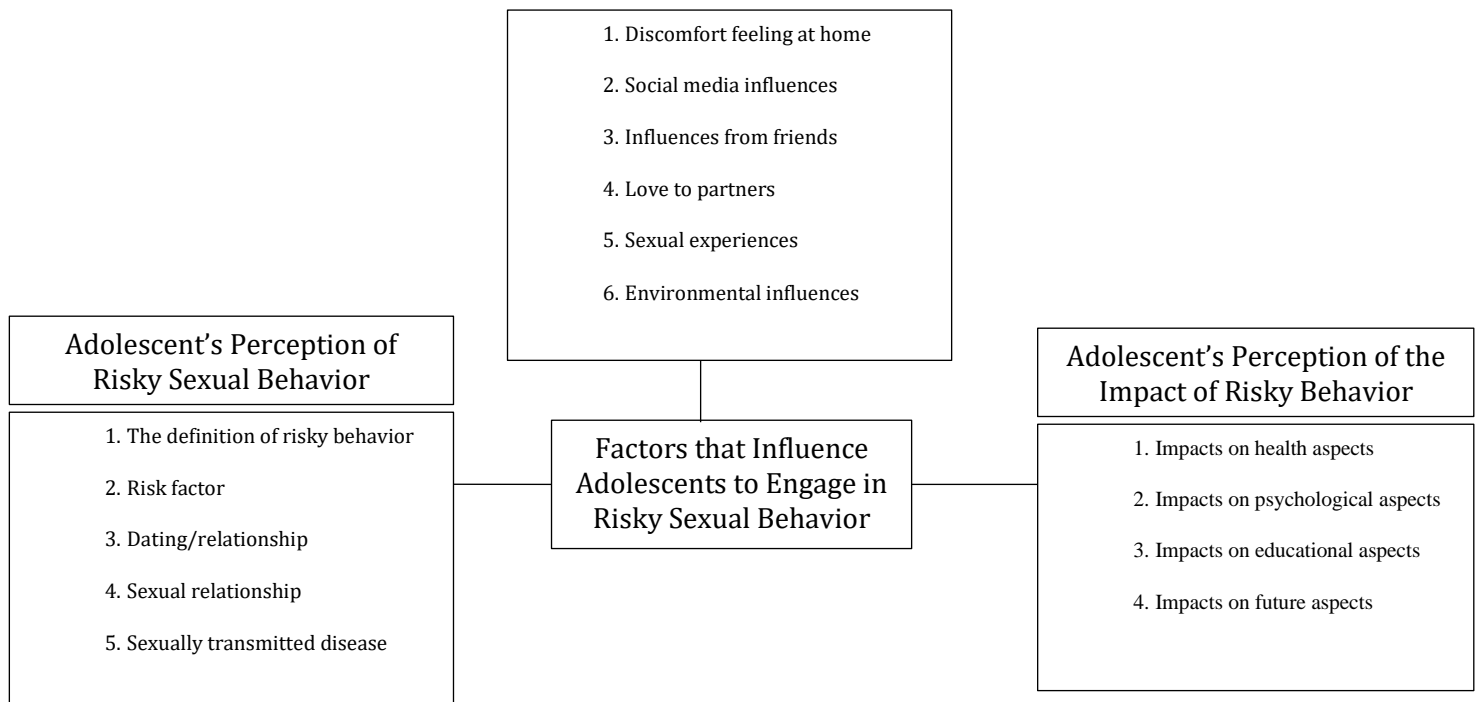 1. Discomfort feeling at home
2. Social media influences
3. Influences from friends
4. Love to partners
5. Sexual experiences
6. Environmental influences
Adolescent’s Perception of
Risky Sexual Behavior
1. The definition of risky behavior
2. Risk factor
3. Dating/relationship
4. Sexual relationship
5. Sexually transmitted disease
Factors that Influence
Adolescents to Engage in
Risky Sexual Behavior
Adolescent’s Perception of the
Impact of Risky Behavior
1. Impacts on health aspects
2. Impacts on psychological aspects
3. Impacts on educational aspects
4. Impacts on future aspects